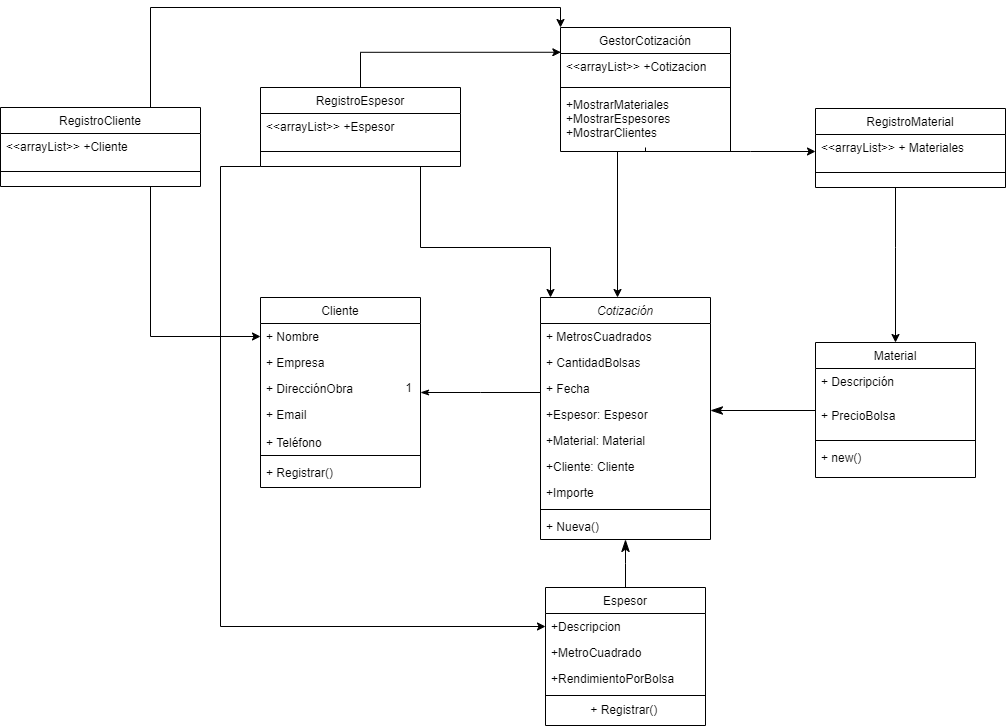 GestorCotización
<<arrayList>> +Cotizacion
+MostrarMateriales
+MostrarEspesores
+MostrarClientes
RegistroEspesor
<<arrayList>> +Espesor
RegistroCliente
<<arrayList>> +Cliente
RegistroMaterial
<<arrayList>> + Materiales
Cliente
+ Nombre
+ Empresa
+ DirecciónObra
1
+ Email
+ Teléfono
+ Registrar()
Cotización
+ MetrosCuadrados
+ CantidadBolsas
+ Fecha
+Espesor: Espesor
+Material: Material
+Cliente: Cliente
+Importe
+ Nueva()
Material
+ Descripción
+ PrecioBolsa
+ new()
Espesor
+Descripcion
+MetroCuadrado
+RendimientoPorBolsa
+ Registrar()